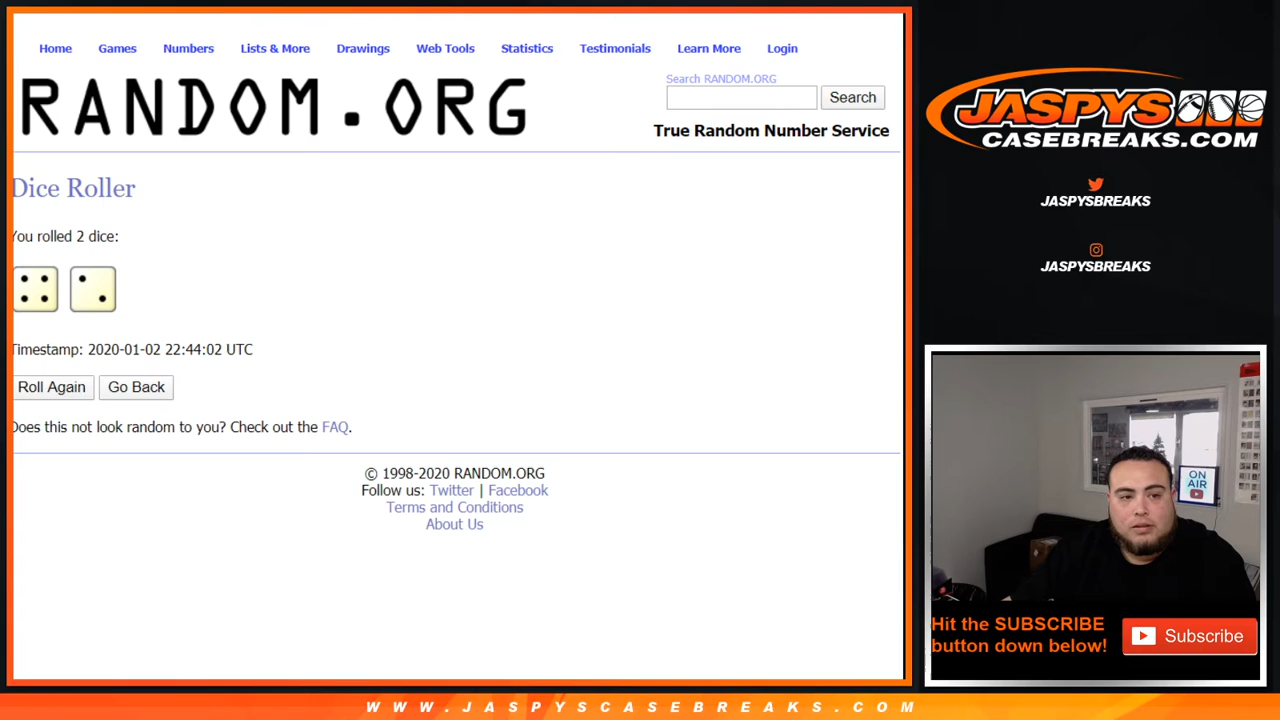 Home Games Numbers Lists & More Drawings Web Tools Statistics Testimonials Learn More Login
RANDOM.ORG
Search RANDOM.ORG
Search
True Random Number Service
Dice Roller
You rolled 2 dice:
Timestamp: 2020-01-02 22:44:02 UTC
Roll Again Go Back
Does this not look random to you? Check out the FAQ.
© 1998-2020 RANDOM.ORG
Follow us: Twitter | Facebook
Terms and Conditions
About Us
JASPYS
CASEBREAKS.COM
JASPYSBREAKS
JASPYSBREAKS
ON
AIR
Hit the SUBSCRIBE
button down below!
Subscribe
WWW.JASPYSCASEBREAKS.COM